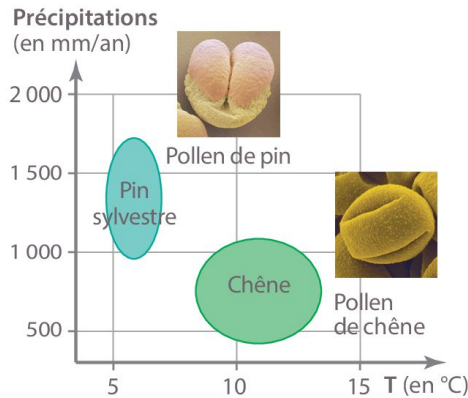 Précipitations
(en mm/an)
2 000
Pollen de pin
1 500
Pin
sylvestre
1 000
Chêne
Pollen
de chêne
500
5
10
15
T (en °C)